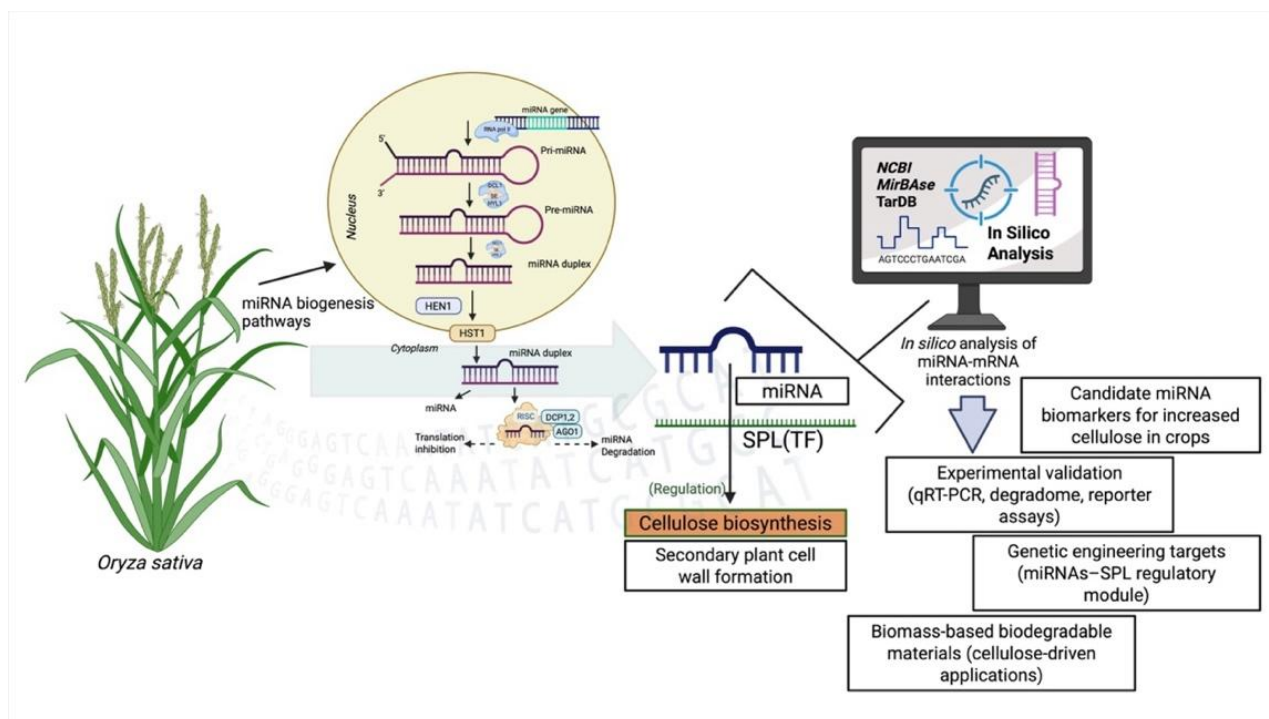 miRNA gene
RNA pol II
5'
3'
Pri-miRNA
DCL1
HYL1
Pre-miRNA
miRNA duplex
Nucleus
HEN1
HST1
Cytoplasm
miRNA duplex
miRNA
RISC
DCP1,2
AGO1
Translation
inhibition
miRNA
Degradation
miRNA biogenesis
pathways
Oryza sativa
miRNA
SPL(TF)
(Regulation)
Cellulose biosynthesis
Secondary plant cell
wall formation
NCBI
MirBAse
TarDB
AGTCCCTGAATCGA
In Silico
Analysis
In silico analysis of
miRNA-mRNA
interactions
Candidate miRNA
biomarkers for increased
cellulose in crops
Experimental validation
(qRT-PCR, degradome, reporter
assays)
Genetic engineering targets
(miRNAs–SPL regulatory
module)
Biomass-based biodegradable
materials (cellulose-driven
applications)